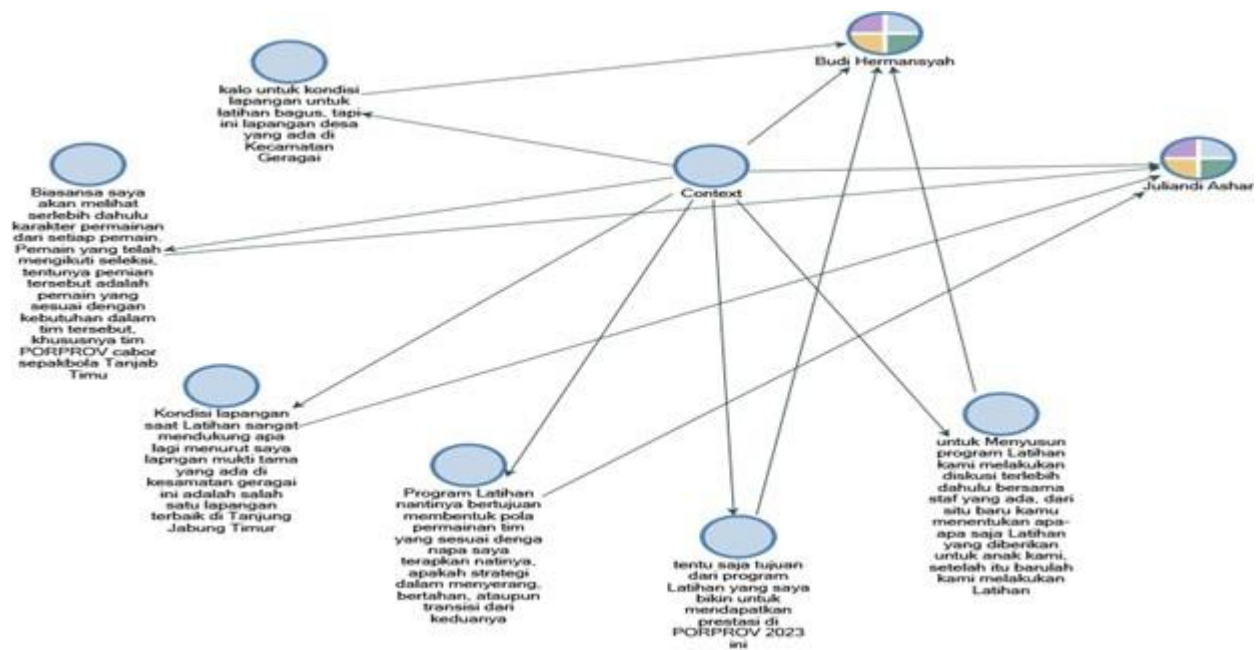 Budi Hermansyah
kalo untuk kondisi
lapangan untuk
latihan bagus, tapi
ini lapangan desa
yang ada di
Kecamatan
Geragai
Juliandi Ashar
Context
Biasansa saya
akan melihat
serlebih dahulu
karakter permainan
dari setiap pemain.
Pemain yang telah
mengikuti seleksi,
tentunya pemian
tersebut adalah
pemain yang
sesuai dengan
kebutuhan dalam
tim tersebut,
khususnya tim
PORPROV cabor
sepakbola Tanjab
Timu
Kondisi lapangan
saat Latihan sangat
mendukung apa
lagi menurut saya
lapngan mukti tama
yang ada di
kesamatan geragai
ini adalah salah
satu lapangan
terbaik di Tanjung
Jabung Timur
Program Latihan
nantinya bertujuan
membentuk pola
permainan tim
yang sesuai denga
napa saya
terapkan natinya,
apakah strategi
dalam menyerang,
bertahan, ataupun
transisi dari
keduanya
tentu saja tujuan
dari program
Latihan yang saya
bikin untuk
mendapatkan
prestasi di
PORPROV 2023
ini
untuk Menyusun
program Latihan
kami melakukan
diskusi terlebih
dahulu bersama
staf yang ada, dari
situ baru kamu
menentukan apa-
apa saja Latihan
yang diberikan
untuk anak kami,
setelah itu barulah
kami melakukan
Latihan